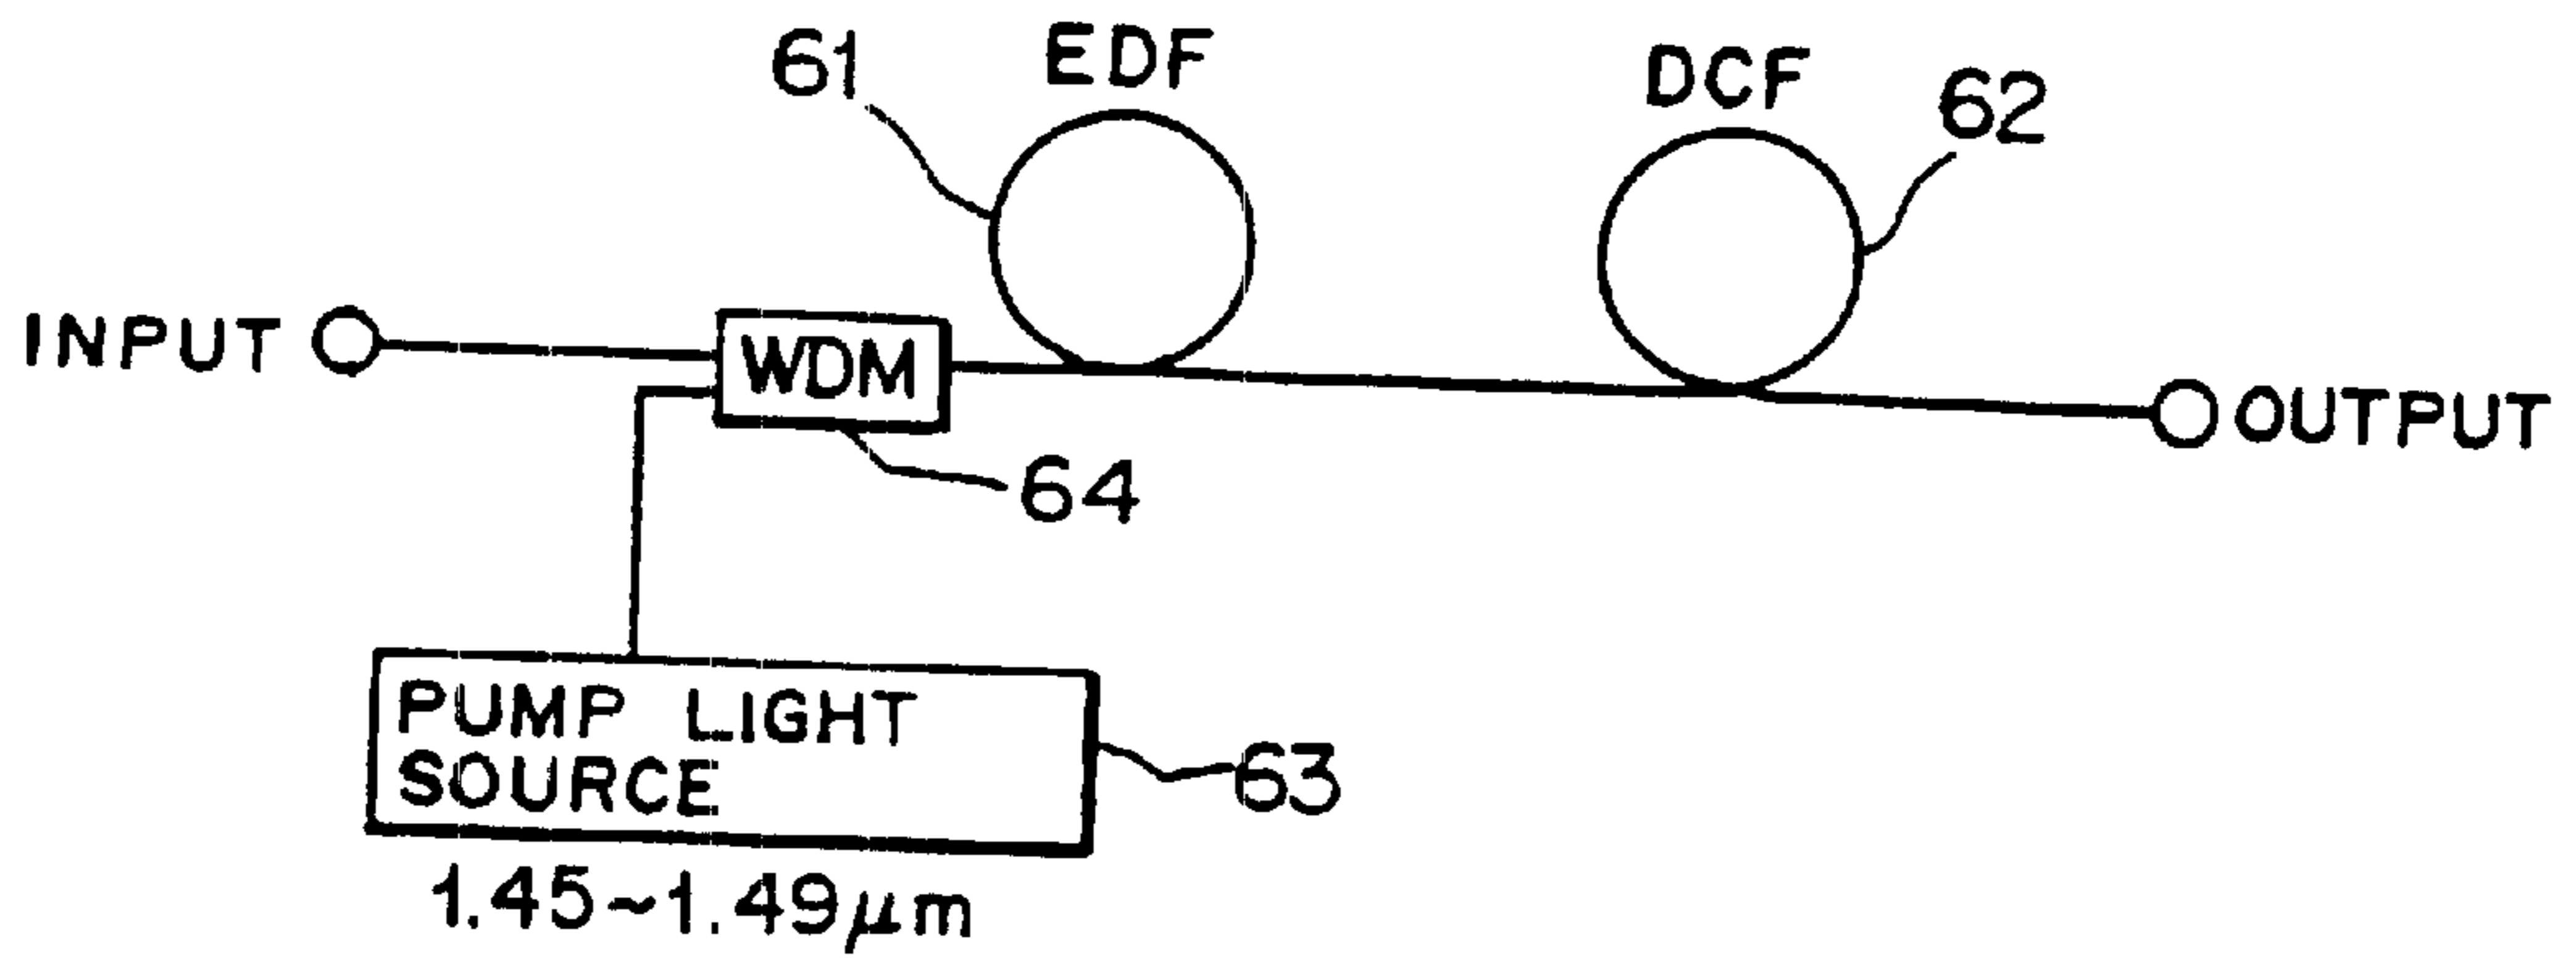 61
EDF
DCF
62
INPUT
WDM
OUTPUT
64
PUMP LIGHT
SOURCE
63
1.45~1.49μm